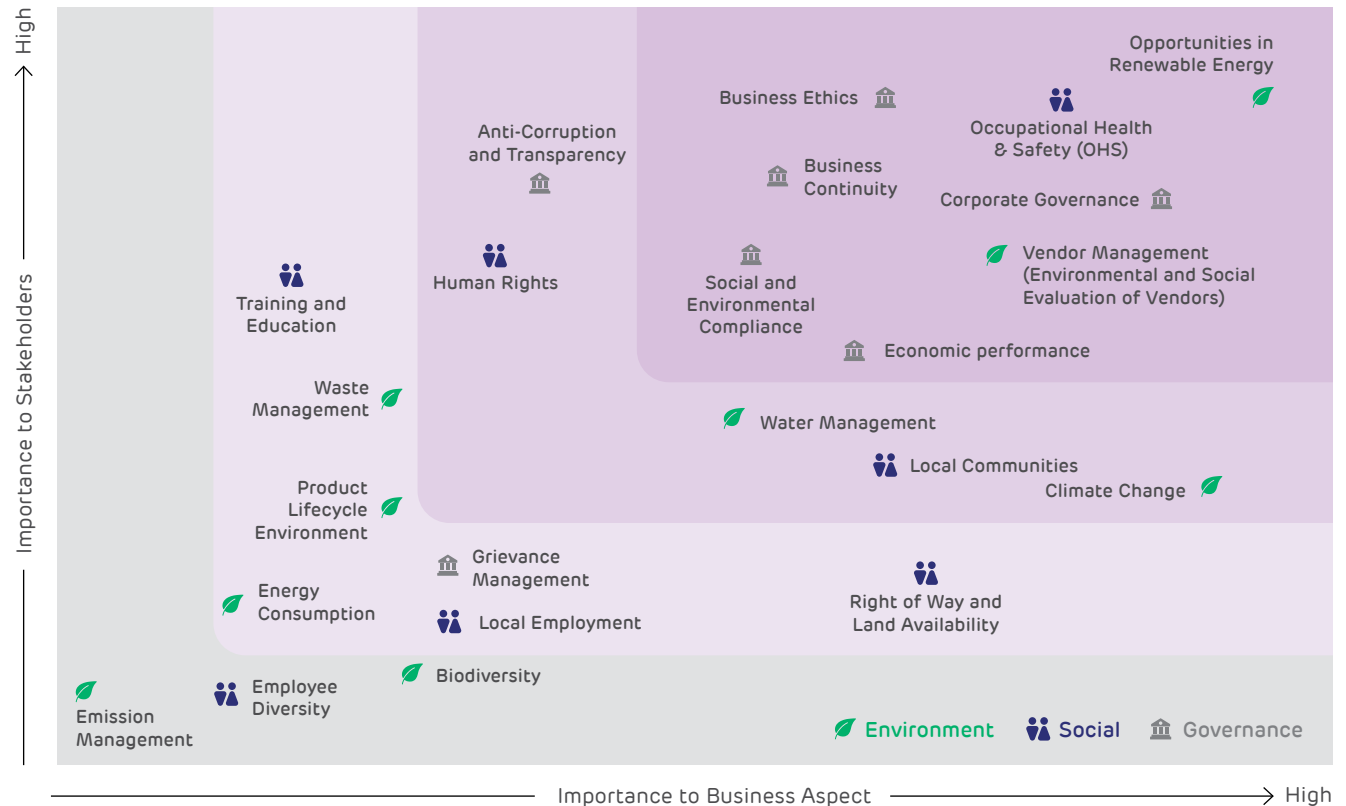 High
Importance to Stakeholders
Opportunities in
Renewable Energy
Business Ethics
Occupational Health
& Safety (OHS)
Anti-Corruption
and Transparency
Business
Continuity
Corporate Governance
Human Rights
Social and
Environmental
Compliance
Vendor Management
(Environmental and Social
Evaluation of Vendors)
Training and
Education
Economic performance
Waste
Management
Water Management
Local Communities
Climate Change
Product
Lifecycle
Environment
Grievance
Management
Energy
Consumption
Local Employment
Right of Way and
Land Availability
Biodiversity
Employee
Diversity
Emission
Management
Environment
Social
Governance
Importance to Business Aspect
High